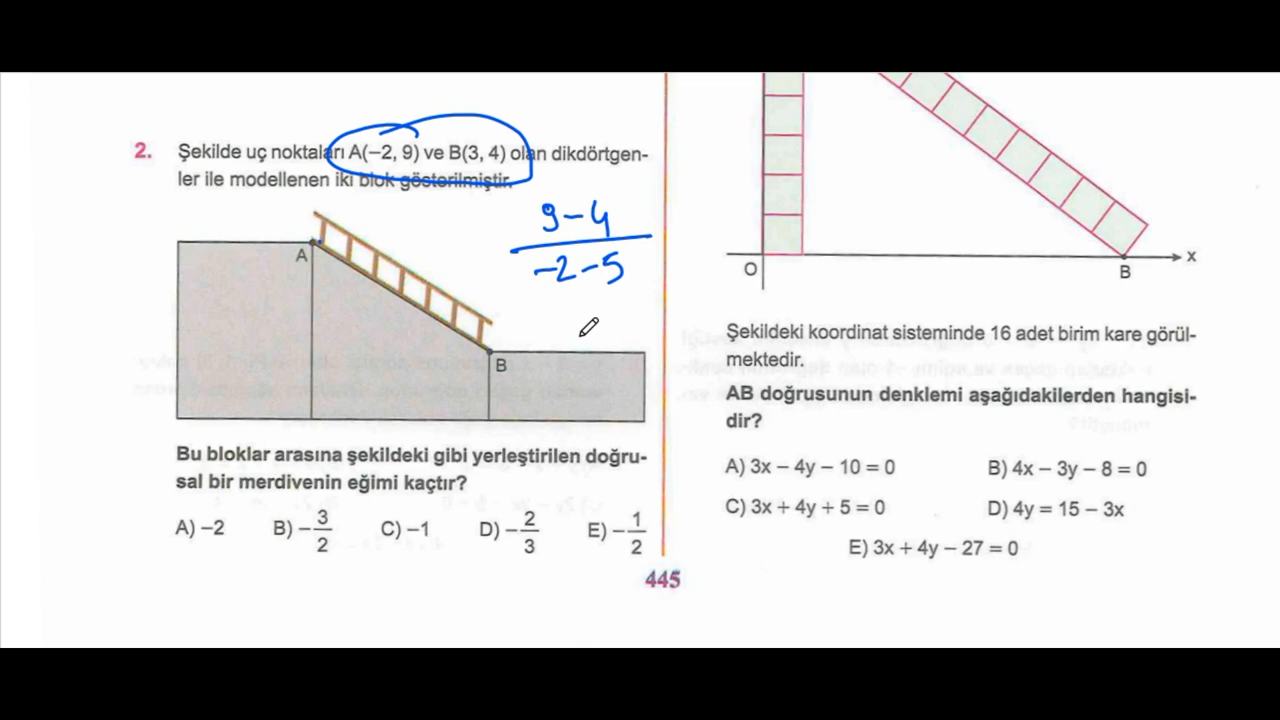 2. Şekilde uç noktaları A(−2, 9) ve B(3, 4) olan dikdörtgen-
ler ile modellenen iki blok gösterilmiştir.
9−4
−2−5
A
B
Bu bloklar arasına şekildeki gibi yerleştirilen doğru-
sal bir merdivenin eğimi kaçtır?
A) −2 B) −3/2 C) −1 D) −2/3 E) −1/2
O
B
x
Şekildeki koordinat sisteminde 16 adet birim kare görül-
mektedir.
AB doğrusunun denklemi aşağıdakilerden hangisi-
dir?
A) 3x − 4y − 10 = 0 B) 4x − 3y − 8 = 0
C) 3x + 4y + 5 = 0 D) 4y = 15 − 3x
E) 3x + 4y − 27 = 0
445